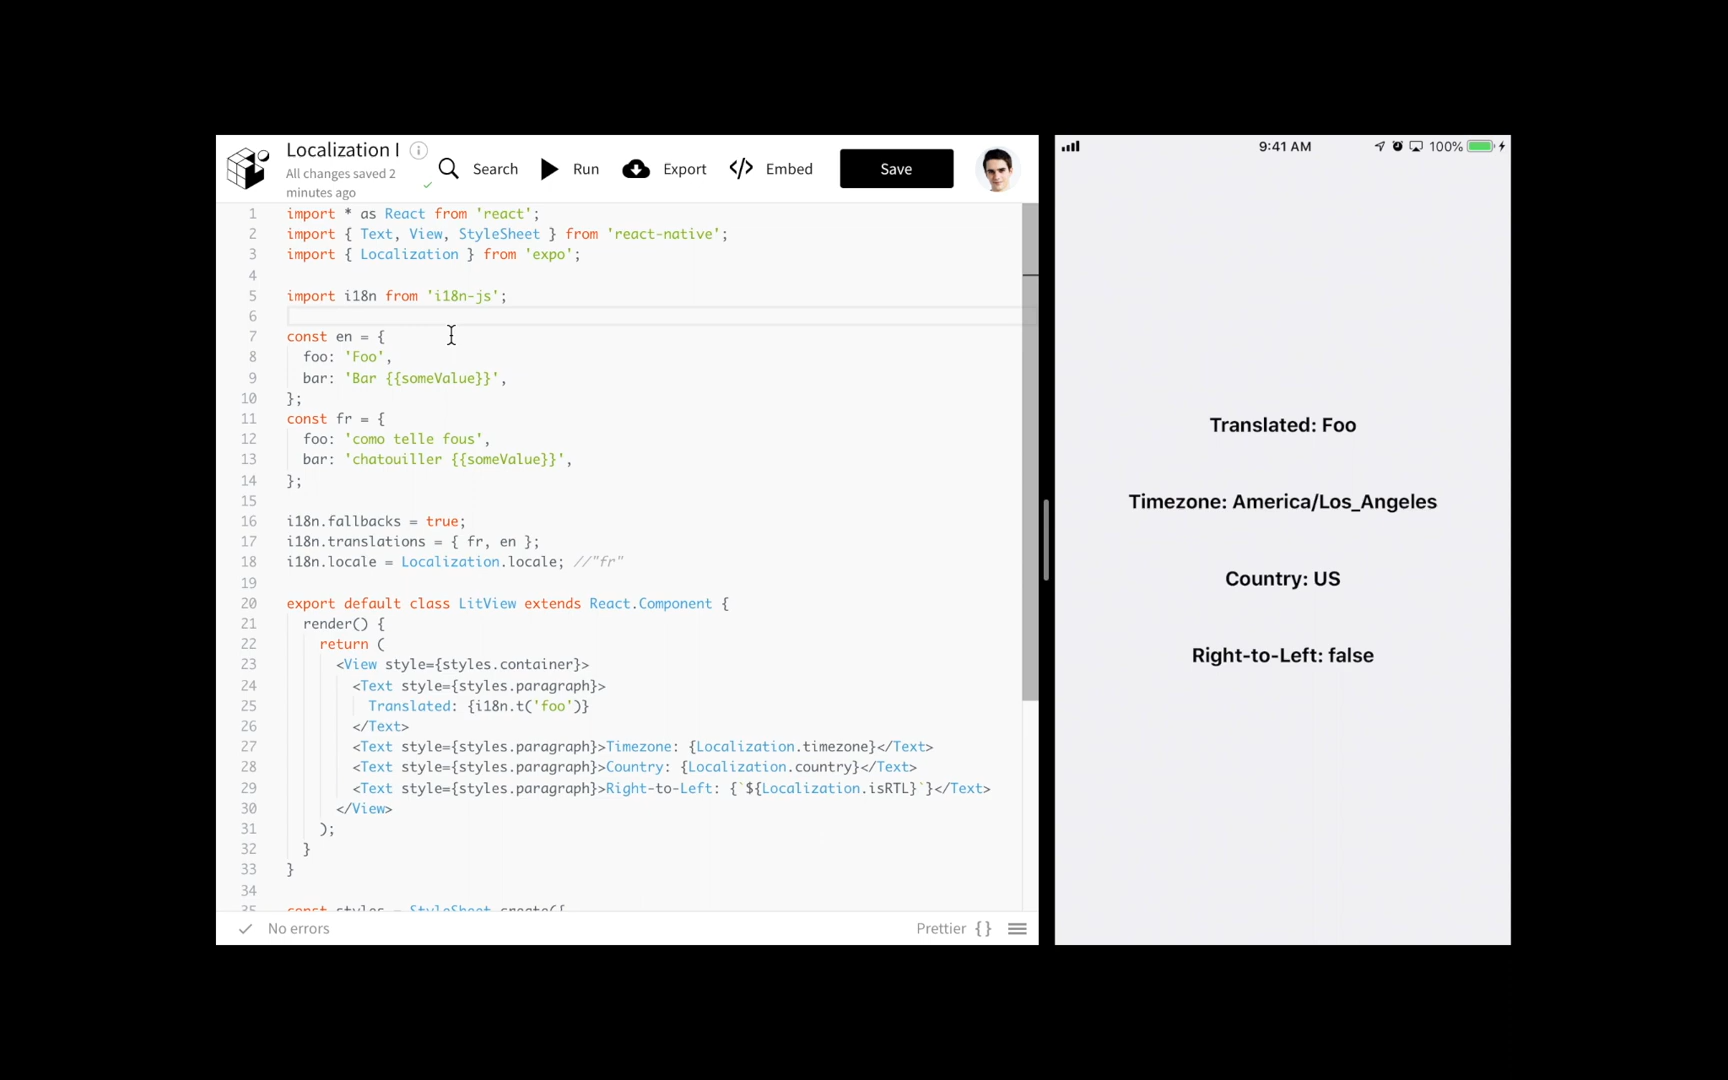 Localization I
All changes saved 2
minutes ago
Search
Run
Export
Embed
Save
1 import * as React from 'react';
2 import { Text, View, StyleSheet } from 'react-native';
3 import { Localization } from 'expo';
4
5 import i18n from 'i18n-js';
6
7 const en = {
8 foo: 'Foo',
9 bar: 'Bar {{someValue}}',
10 };
11 const fr = {
12 foo: 'como telle fous',
13 bar: 'chatouiller {{someValue}}',
14 };
15
16 i18n.fallbacks = true;
17 i18n.translations = { fr, en };
18 i18n.locale = Localization.locale; //"fr"
19
20 export default class LitView extends React.Component {
21 render() {
22 return (
23 <View style={styles.container}>
24 <Text style={styles.paragraph}>
25 Translated: {i18n.t('foo')}
26 </Text>
27 <Text style={styles.paragraph}>Timezone: {Localization.timezone}</Text>
28 <Text style={styles.paragraph}>Country: {Localization.country}</Text>
29 <Text style={styles.paragraph}>Right-to-Left: {`${Localization.isRTL}`}</Text>
30 </View>
31 );
32 }
33 }
34
35 const styles = StyleSheet.create({
No errors
Prettier {}
9:41 AM
100%
Translated: Foo
Timezone: America/Los_Angeles
Country: US
Right-to-Left: false